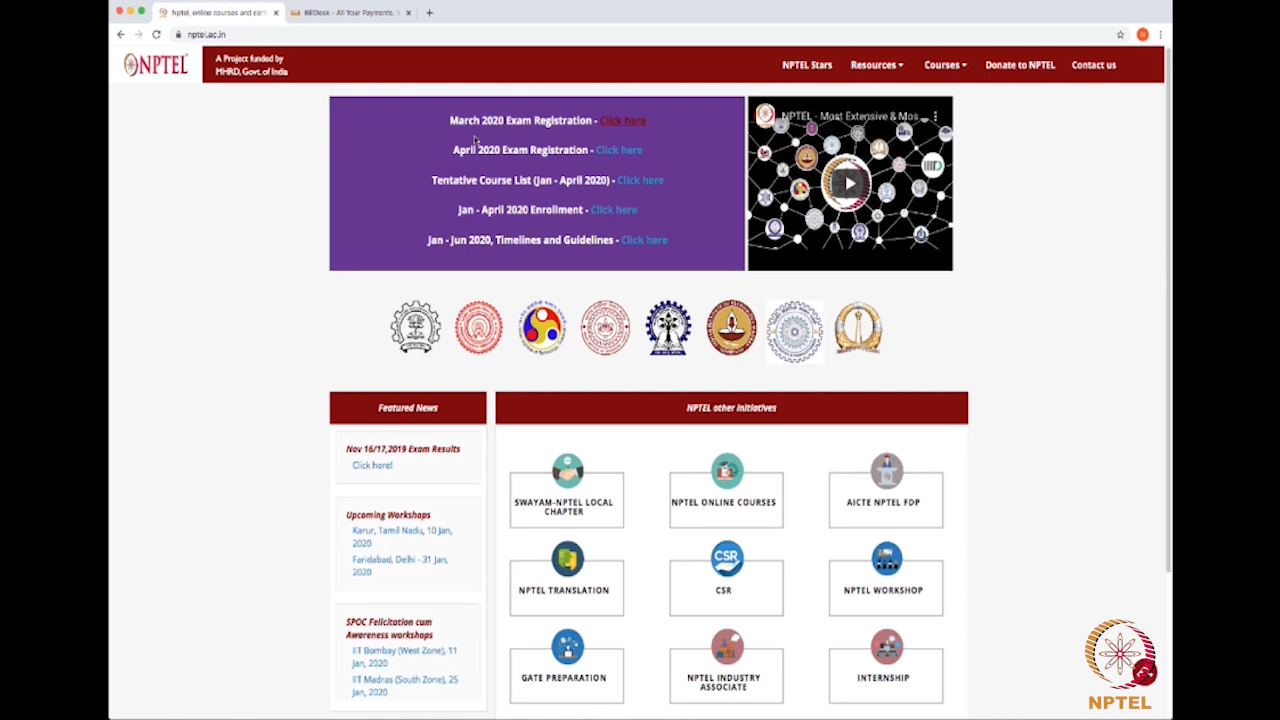 Nptel, online courses and cert
BillDesk - All Your Payments.
nptel.ac.in
N
NPTEL
A Project funded by
MHRD, Govt. of India
NPTEL Stars
Resources
Courses
Donate to NPTEL
Contact us
March 2020 Exam Registration - Click here
April 2020 Exam Registration - Click here
Tentative Course List (Jan - April 2020) - Click here
Jan - April 2020 Enrollment - Click here
Jan - Jun 2020, Timelines and Guidelines - Click here
NPTEL - Most Extensive & Mos...
Featured News
Nov 16/17,2019 Exam Results
Click here!
Upcoming Workshops
Karur, Tamil Nadu, 10 Jan,
2020
Faridabad, Delhi - 31 Jan,
2020
SPOC Felicitation cum
Awareness workshops
IIT Bombay (West Zone), 11
Jan, 2020
IIT Madras (South Zone), 25
Jan, 2020
NPTEL other initiatives
SWAYAM-NPTEL LOCAL
CHAPTER
NPTEL ONLINE COURSES
AICTE NPTEL FDP
NPTEL TRANSLATION
CSR
CSR
NPTEL WORKSHOP
GATE PREPARATION
NPTEL INDUSTRY
ASSOCIATE
INTERNSHIP
NPTEL